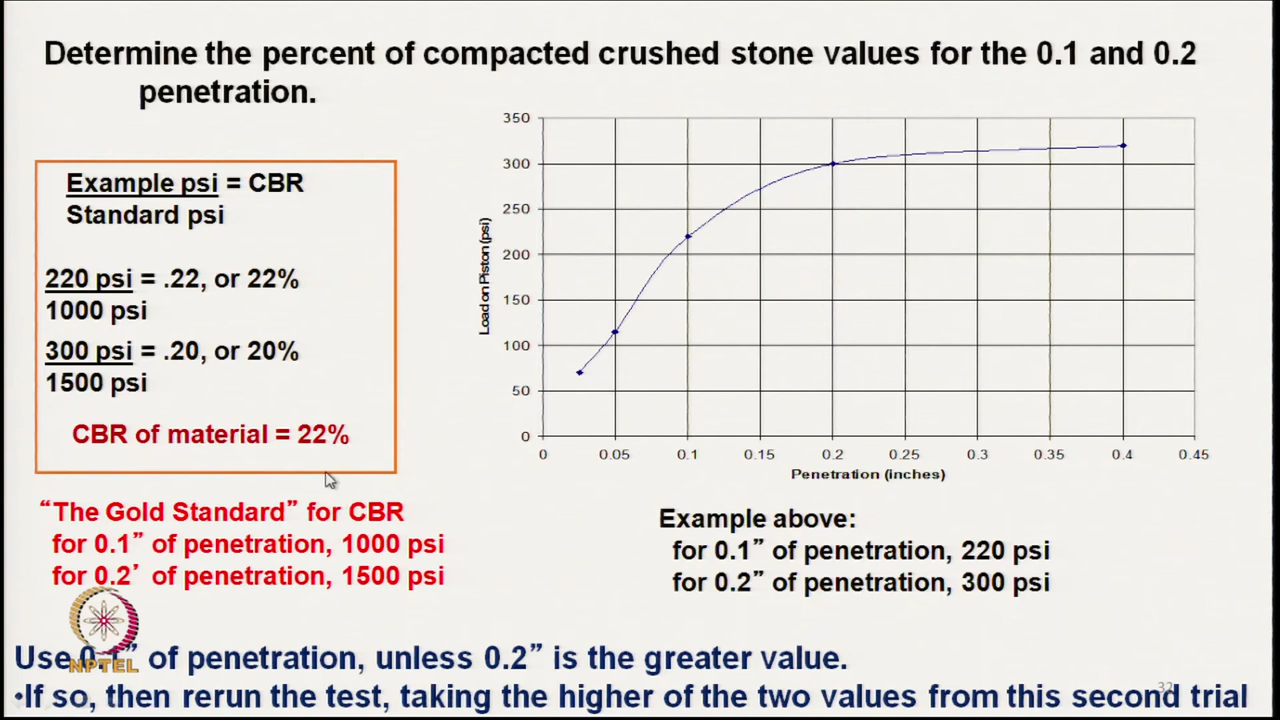 Determine the percent of compacted crushed stone values for the 0.1 and 0.2
penetration.
Example psi = CBR
Standard psi
220 psi = .22, or 22%
1000 psi
300 psi = .20, or 20%
1500 psi
CBR of material = 22%
350
300
250
200
150
100
50
0
Load on Piston (psi)
0 0.05 0.1 0.15 0.2 0.25 0.3 0.35 0.4 0.45
Penetration (inches)
“The Gold Standard” for CBR
for 0.1” of penetration, 1000 psi
for 0.2’ of penetration, 1500 psi
Example above:
for 0.1” of penetration, 220 psi
for 0.2” of penetration, 300 psi
NPTEL
Use 0.1” of penetration, unless 0.2” is the greater value.
32
•If so, then rerun the test, taking the higher of the two values from this second trial